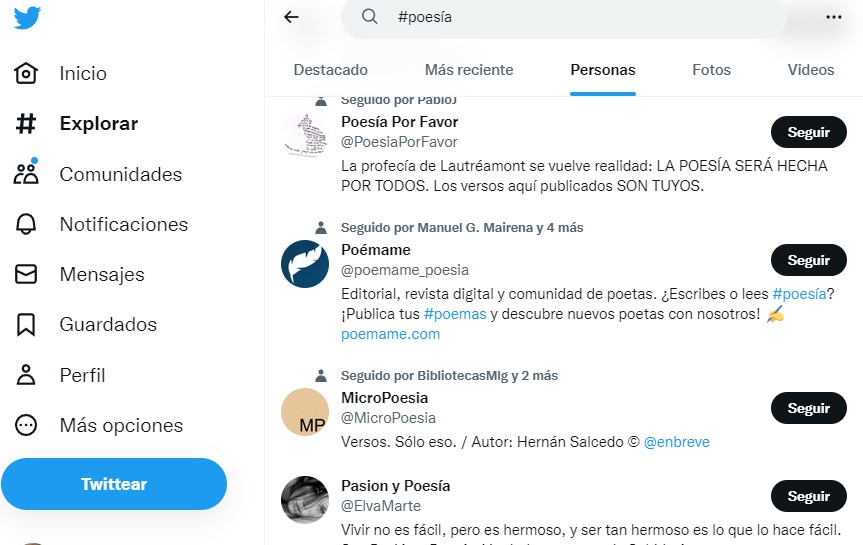 #poesía
Inicio
Explorar
Comunidades
Notificaciones
Mensajes
Guardados
Perfil
Más opciones
Twittear
Destacado
Más reciente
Personas
Fotos
Videos
Seguido por PabloJ
Poesía Por Favor
@PoesiaPorFavor
Seguir
La profecía de Lautréamont se vuelve realidad: LA POESÍA SERÁ HECHA
POR TODOS. Los versos aquí publicados SON TUYOS.
Seguido por Manuel G. Mairena y 4 más
Poémame
@poemame_poesia
Seguir
Editorial, revista digital y comunidad de poetas. ¿Escribes o lees #poesía?
¡Publica tus #poemas y descubre nuevos poetas con nosotros! ✍
poemame.com
Seguido por BibliotecasMlg y 2 más
MP
MicroPoesia
@MicroPoesia
Seguir
Versos. Sólo eso. / Autor: Hernán Salcedo © @enbreve
Pasion y Poesía
@ElvaMarte
Seguir
Vivir no es fácil, pero es hermoso, y ser tan hermoso es lo que lo hace fácil.